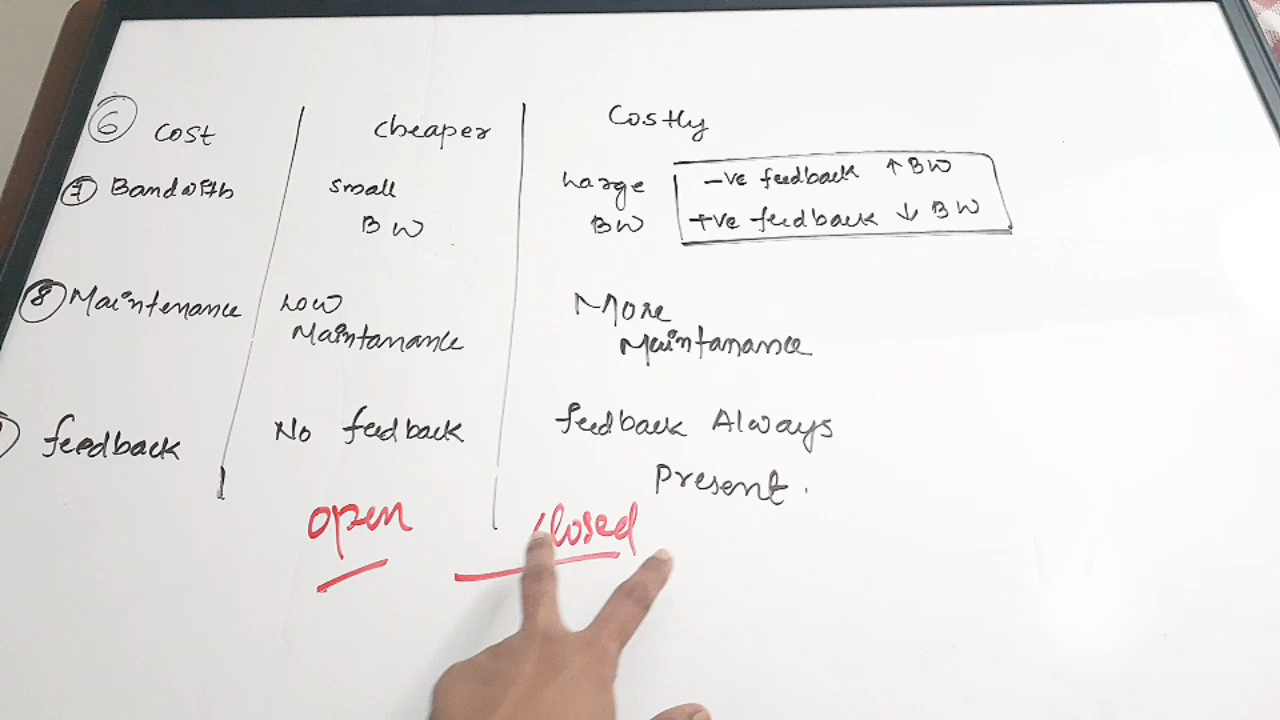 6 Cost cheaper Costly
7 Bandwith small Large -ve feedback ↑ BW
BW BW +ve feedback ↓ BW
8 Maintenance Low More
Maintanance Maintanance
feedback No feedback feedback Always
Present.
open closed